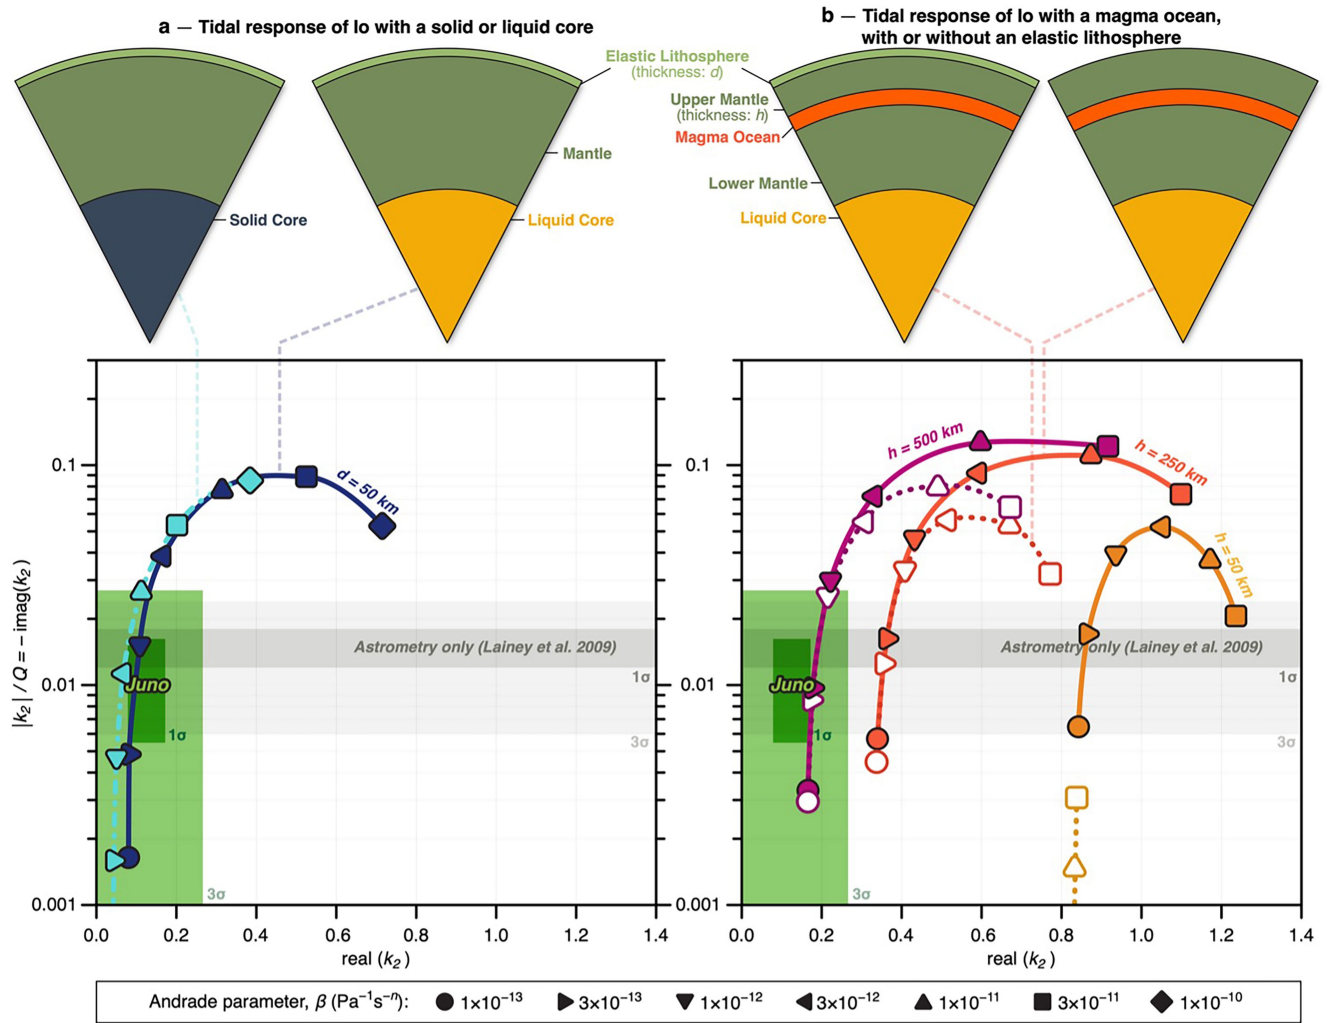 a — Tidal response of Io with a solid or liquid core
b — Tidal response of Io with a magma ocean,
with or without an elastic lithosphere
Elastic Lithosphere
(thickness: d)
Upper Mantle
(thickness: h)
Magma Ocean
Mantle
Lower Mantle
Solid Core
Liquid Core
Liquid Core
|k₂| / Q = − imag(k₂)
0.1
0.01
0.001
d = 50 km
Astrometry only (Lainey et al. 2009)
1σ
3σ
Juno
1σ
3σ
0.0 0.2 0.4 0.6 0.8 1.0 1.2 1.4
real (k₂)
0.1
0.01
0.001
h = 500 km
h = 250 km
h = 50 km
Astrometry only (Lainey et al. 2009)
1σ
3σ
Juno
1σ
3σ
0.0 0.2 0.4 0.6 0.8 1.0 1.2 1.4
real (k₂)
Andrade parameter, β (Pa⁻¹s⁻ⁿ): 1×10⁻¹³ 3×10⁻¹³ 1×10⁻¹² 3×10⁻¹² 1×10⁻¹¹ 3×10⁻¹¹ 1×10⁻¹⁰